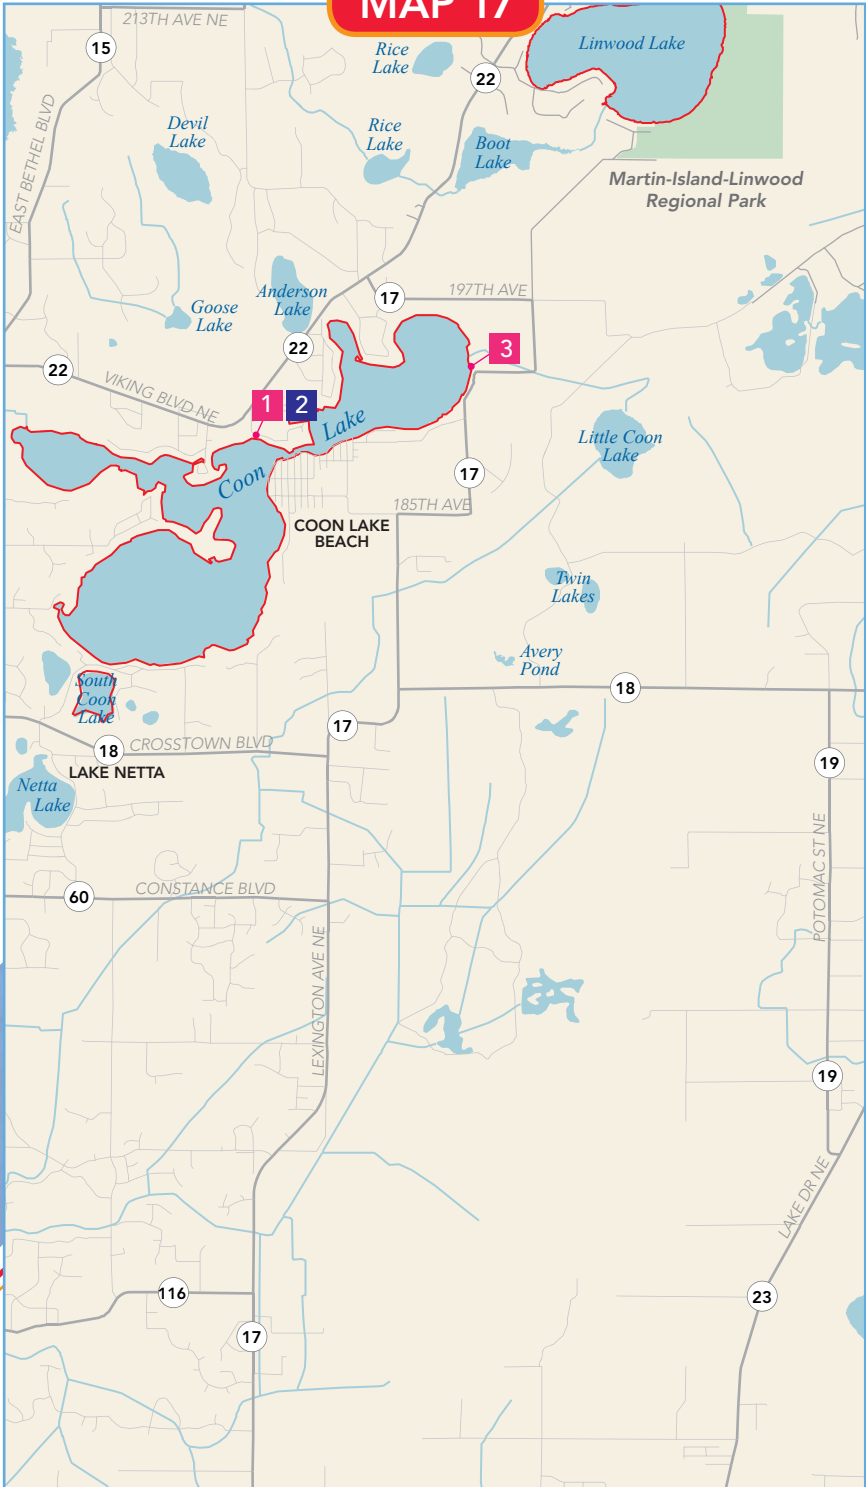 MAP 17
213TH AVE NE
15
Rice
Lake
22
Linwood Lake
EAST BETHEL BLVD
Devil
Lake
Rice
Lake
Boot
Lake
Martin-Island-Linwood
Regional Park
Goose
Lake
Anderson
Lake
17
197TH AVE
22
3
22
VIKING BLVD NE
1
2
Coon Lake
Little Coon
Lake
17
185TH AVE
COON LAKE
BEACH
Twin
Lakes
Avery
Pond
South
Coon
Lake
18
17
18
CROSSTOWN BLVD
LAKE NETTA
19
Netta
Lake
POTOMAC ST NE
60
CONSTANCE BLVD
LEXINGTON AVE NE
19
LAKE DR NE
116
23
17